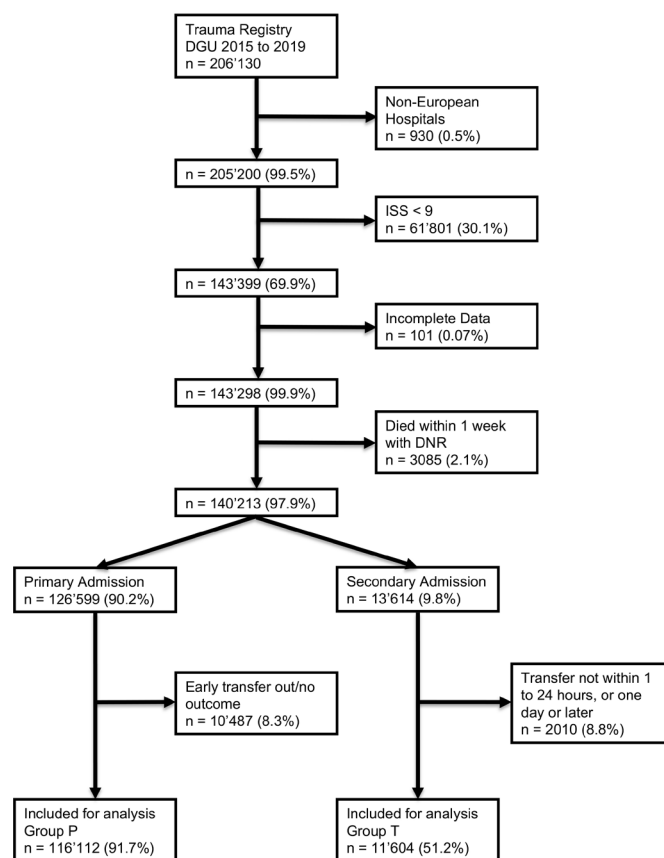 Trauma Registry
DGU 2015 to 2019
n = 206'130
Non-European
Hospitals
n = 930 (0.5%)
n = 205'200 (99.5%)
ISS < 9
n = 61'801 (30.1%)
n = 143'399 (69.9%)
Incomplete Data
n = 101 (0.07%)
n = 143'298 (99.9%)
Died within 1 week
with DNR
n = 3085 (2.1%)
n = 140'213 (97.9%)
Primary Admission
n = 126'599 (90.2%)
Secondary Admission
n = 13'614 (9.8%)
Early transfer out/no
outcome
n = 10'487 (8.3%)
Transfer not within 1
to 24 hours, or one
day or later
n = 2010 (8.8%)
Included for analysis
Group P
n = 116'112 (91.7%)
Included for analysis
Group T
n = 11'604 (51.2%)